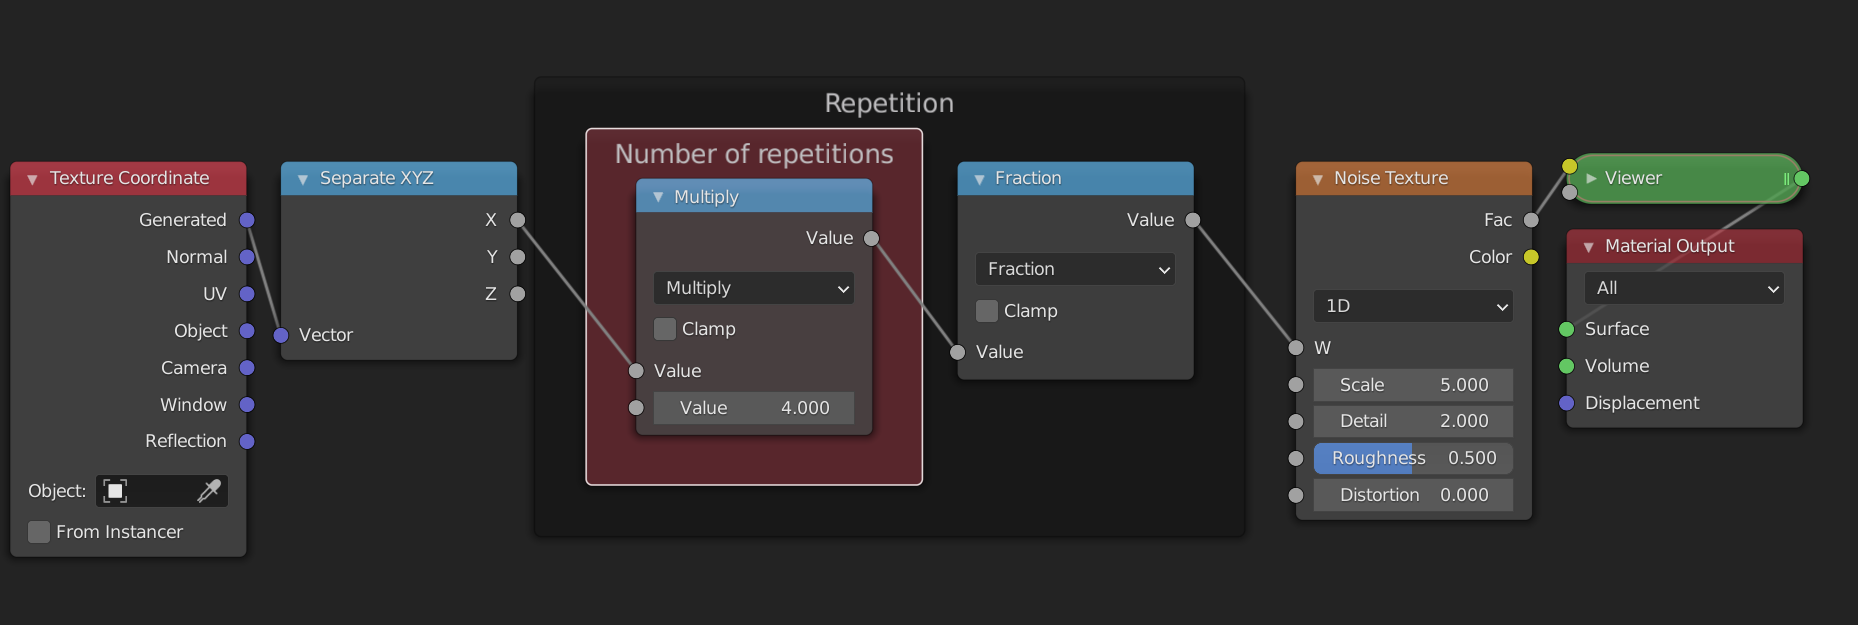 Repetition
Number of repetitions
Texture Coordinate
Generated
Normal
UV
Object
Camera
Window
Reflection
Object:
From Instancer
Separate XYZ
X
Y
Z
Vector
Multiply
Value
Multiply
Clamp
Value
Value 4.000
Fraction
Value
Fraction
Clamp
Value
Noise Texture
Fac
Color
1D
W
Scale 5.000
Detail 2.000
Roughness 0.500
Distortion 0.000
Viewer
Material Output
All
Surface
Volume
Displacement